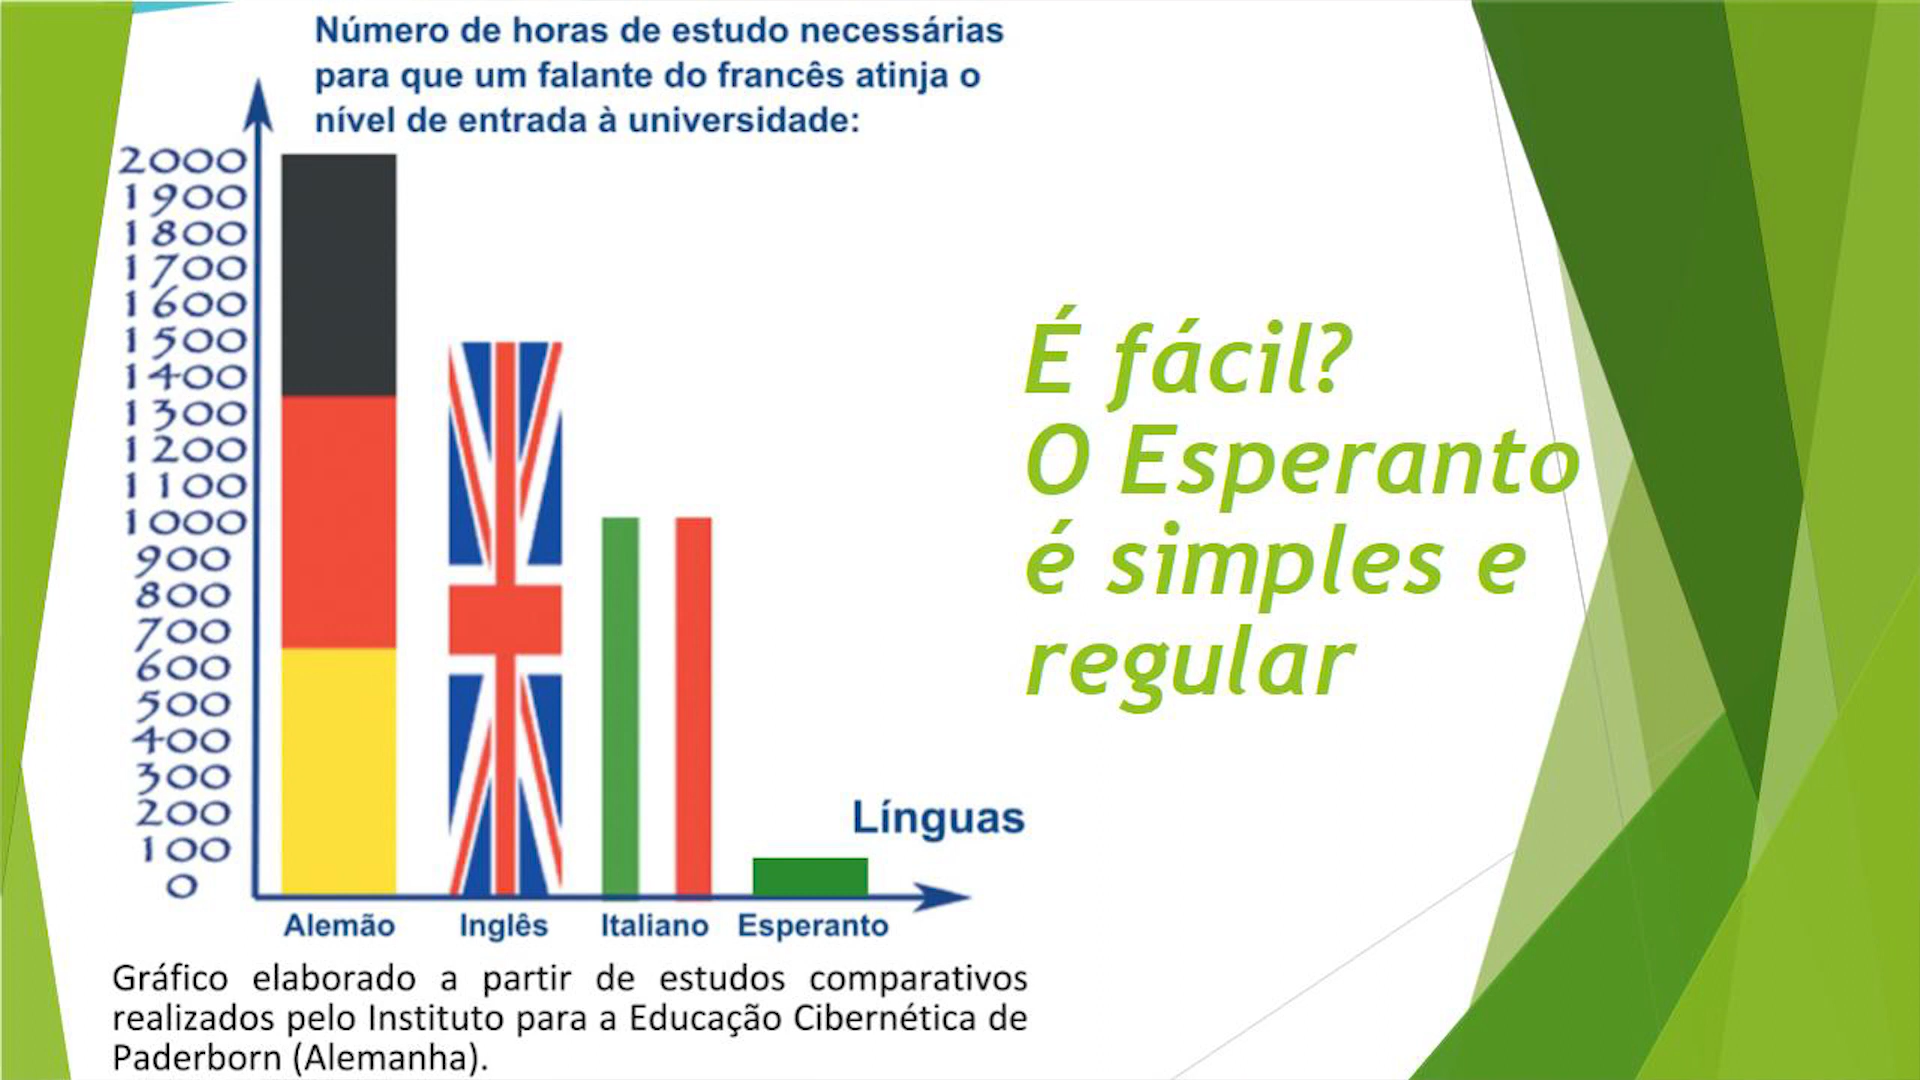 Número de horas de estudo necessárias
para que um falante do francês atinja o
nível de entrada à universidade:
2000
1900
1800
1700
1600
1500
1400
1300
1200
1100
1000
900
800
700
600
500
400
300
200
100
0
Línguas
Alemão Inglês Italiano Esperanto
Gráfico elaborado a partir de estudos comparativos
realizados pelo Instituto para a Educação Cibernética de
Paderborn (Alemanha).
É fácil?
O Esperanto
é simples e
regular